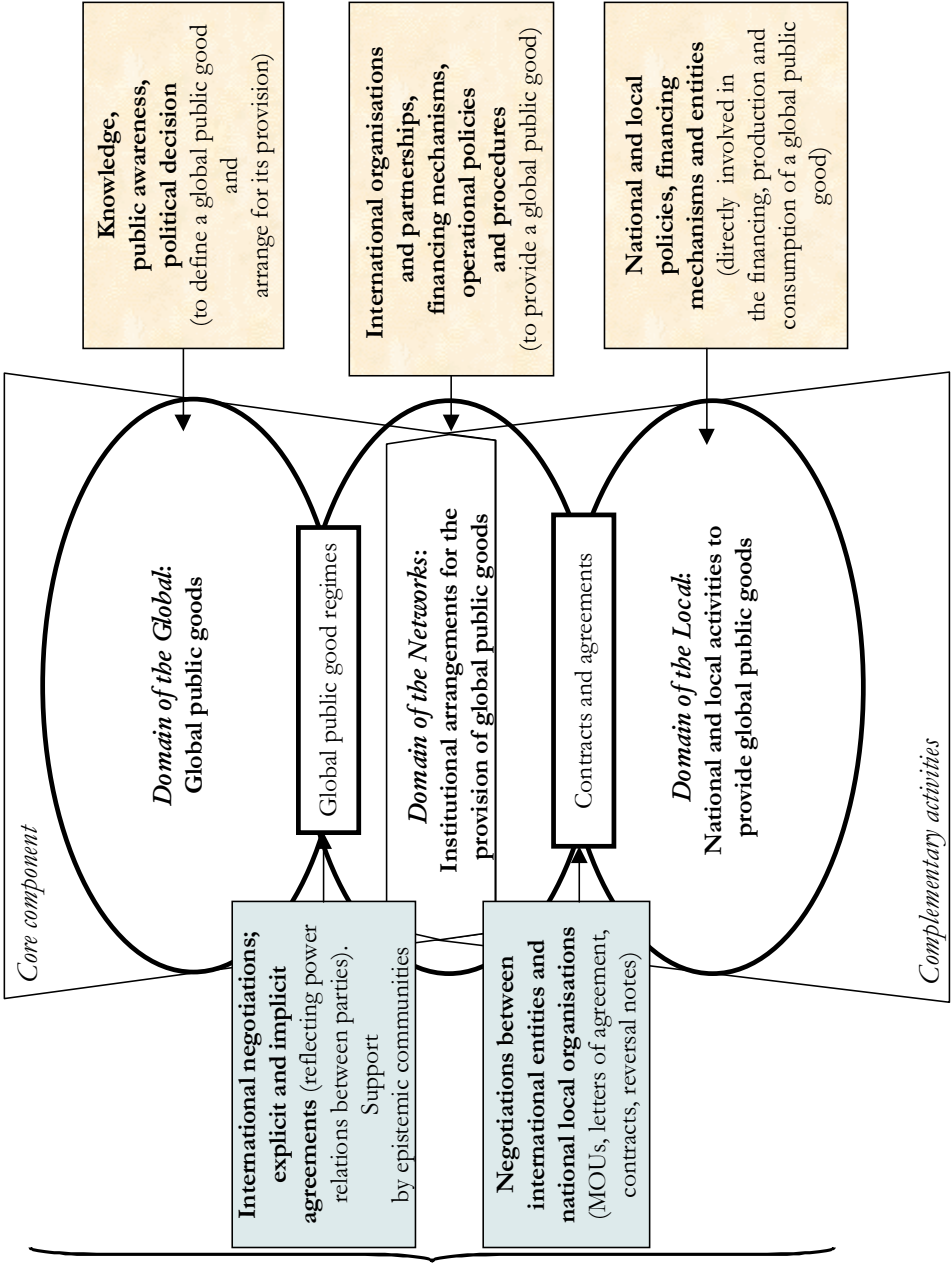 Core component
Knowledge,
public awareness,
political decision
(to define a global public good
and
arrange for its provision)
Domain of the Global:
Global public goods
International negotiations;
explicit and implicit
agreements (reflecting power
relations between parties).
Support
by epistemic communities
Global public good regimes
International organisations
and partnerships,
financing mechanisms,
operational policies
and procedures
(to provide a global public good)
Domain of the Networks:
Institutional arrangements for the
provision of global public goods
Negotiations between
international entities and
national local organisations
(MOUs, letters of agreement,
contracts, reversal notes)
Contracts and agreements
National and local
policies, financing
mechanisms and entities
(directly involved in
the financing, production and
consumption of a global public
good)
Domain of the Local:
National and local activities to
provide global public goods
Complementary activities